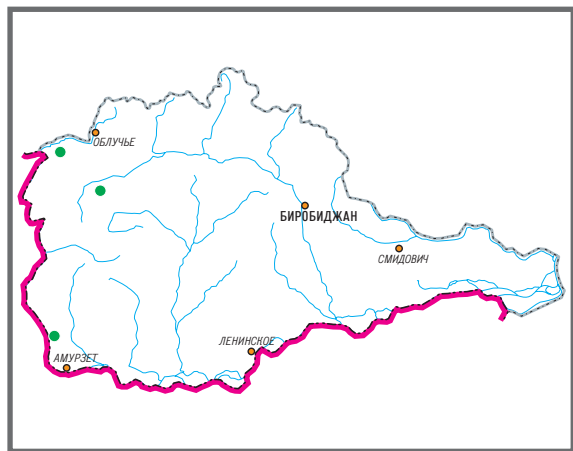 ОБЛУЧЬЕ
БИРОБИДЖАН
СМИДОВИЧ
ЛЕНИНСКОЕ
АМУРЗЕТ